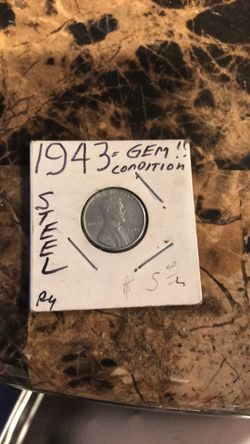 1943 = GEM !!
CONDITION
STEEL
$ 5.00